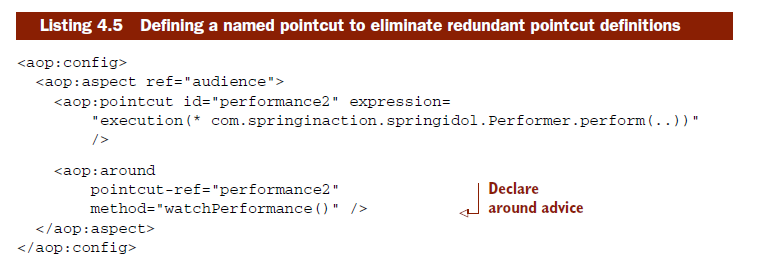 Listing 4.5 Defining a named pointcut to eliminate redundant pointcut definitions
<aop:config>
<aop:aspect ref="audience">
<aop:pointcut id="performance2" expression=
"execution(* com.springinaction.springidol.Performer.perform(..))"
/>
<aop:around
pointcut-ref="performance2"
method="watchPerformance()" />
Declare
around advice
</aop:aspect>
</aop:config>